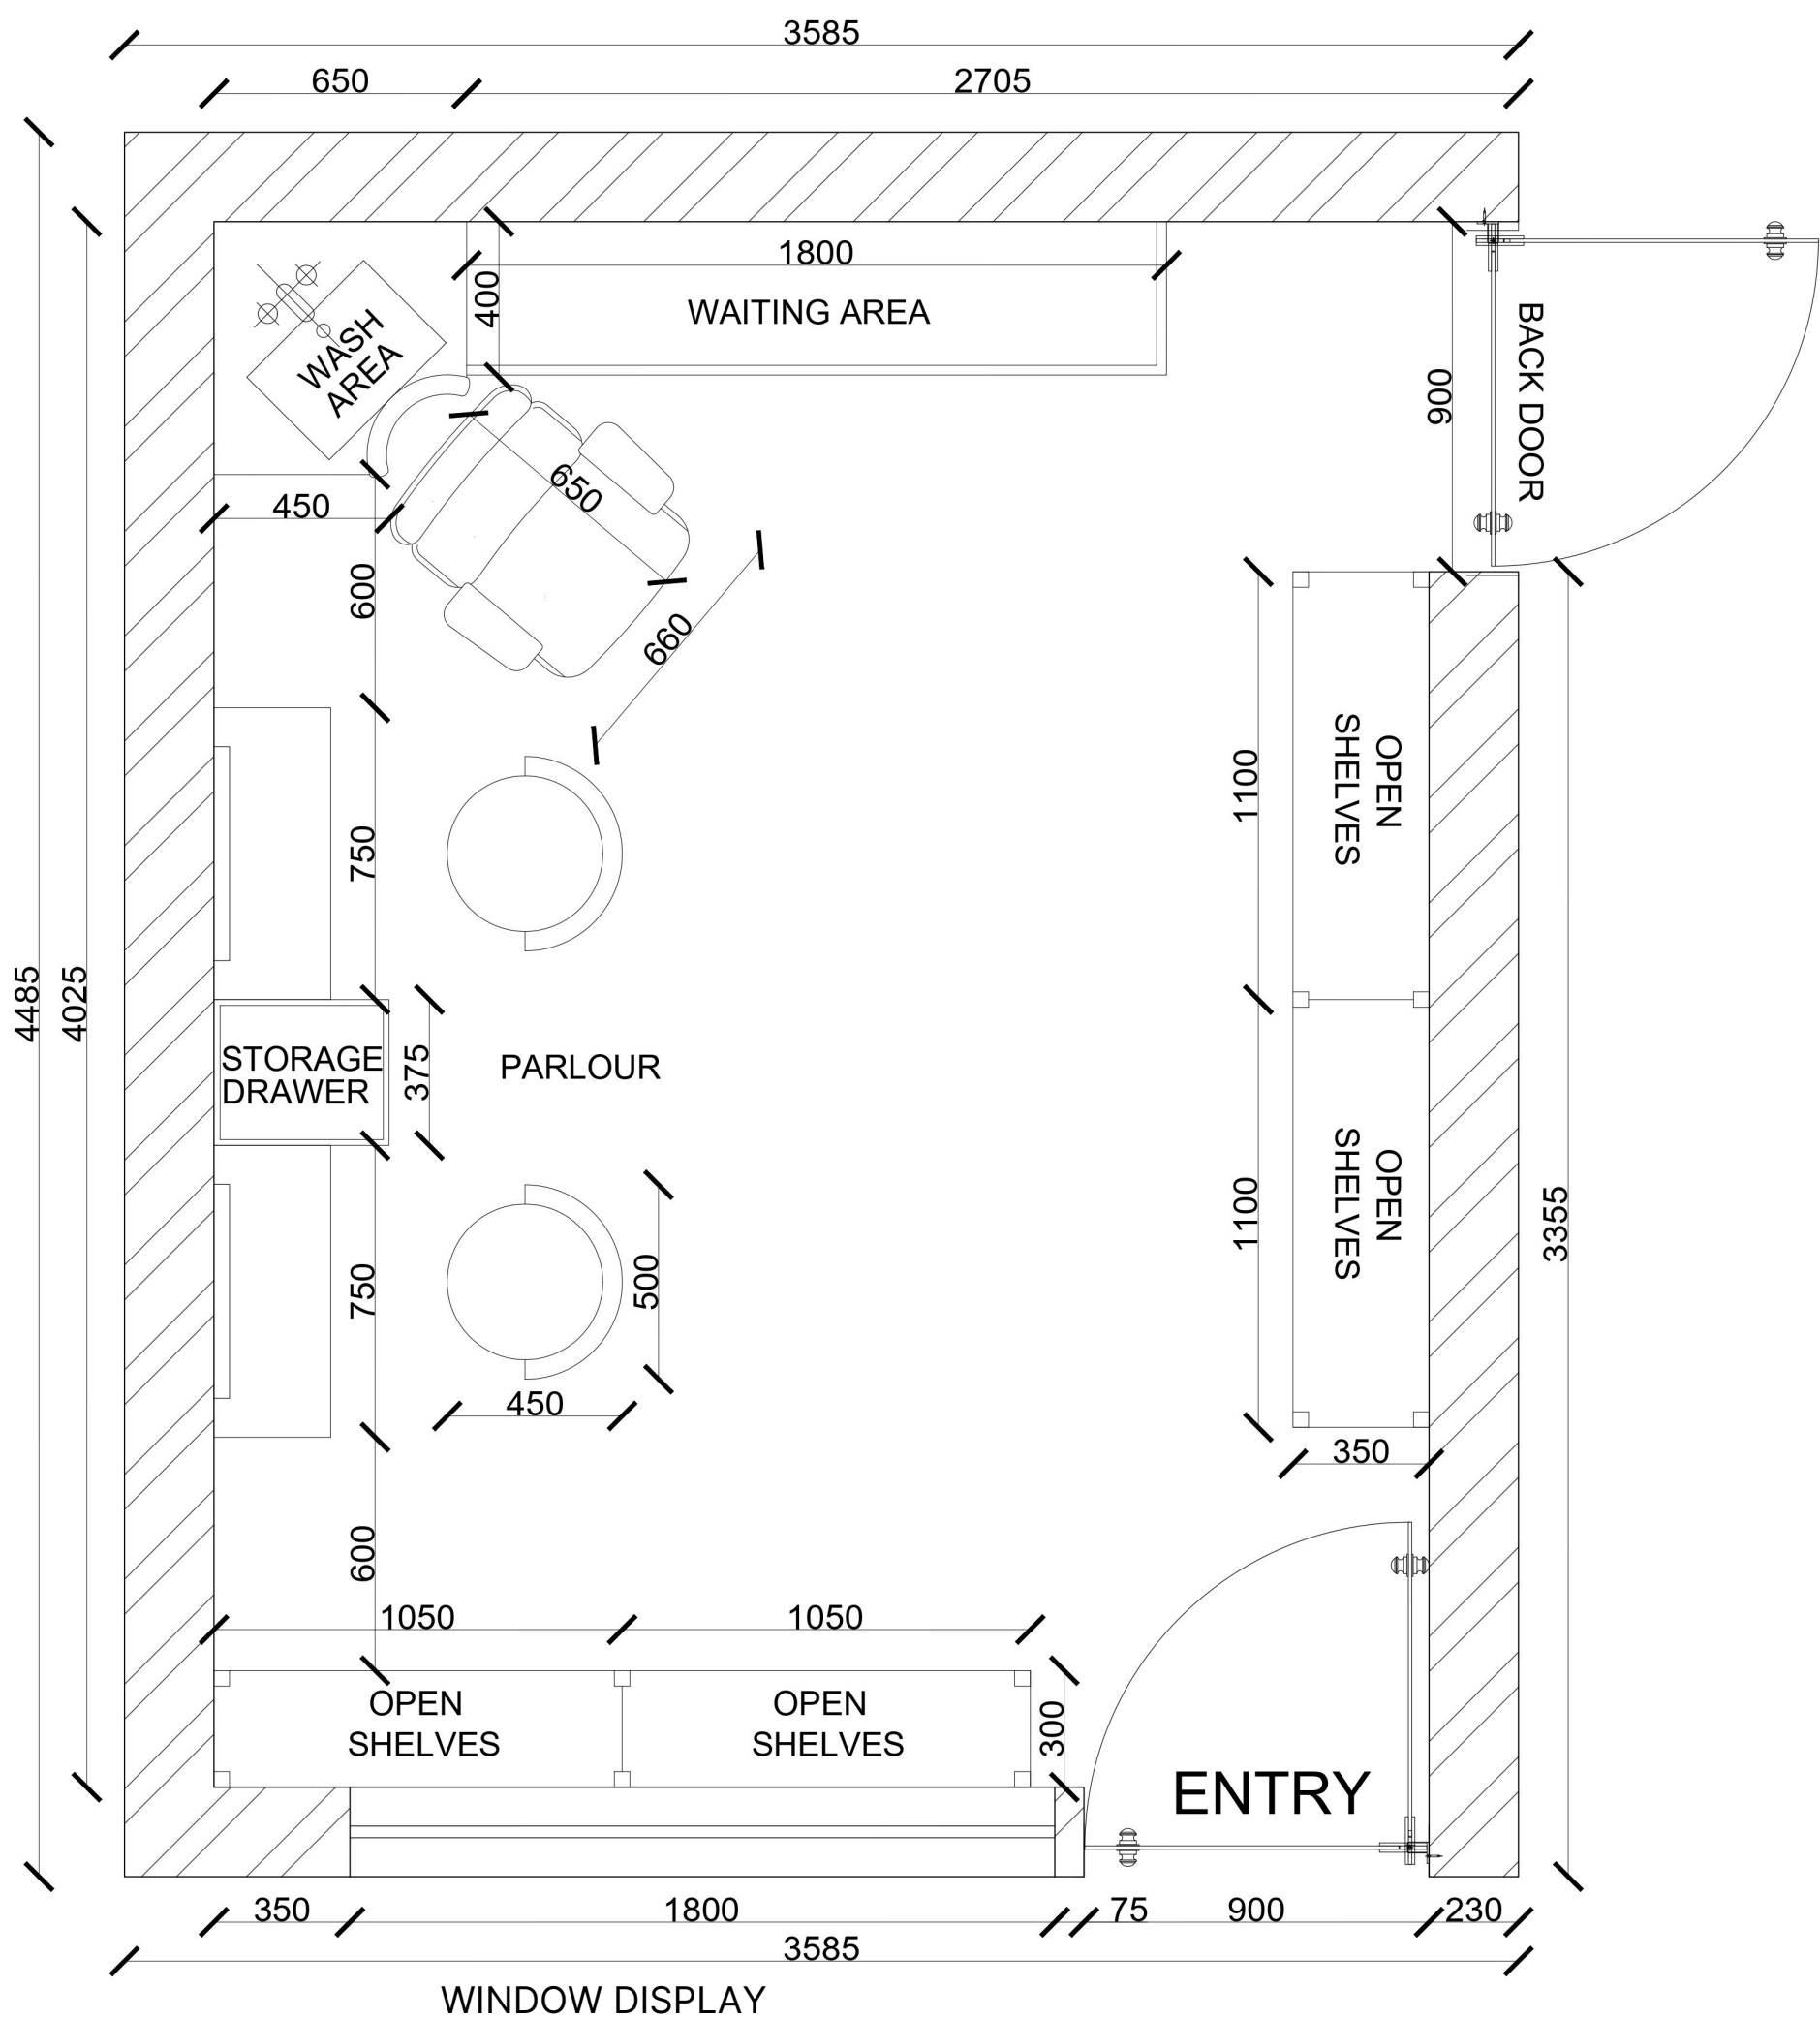 3585
650
2705
1800
400
WAITING AREA
WASH
AREA
BACK DOOR
900
650
450
600
660
OPEN
SHELVES
1100
750
4485
4025
STORAGE
DRAWER
375
PARLOUR
OPEN
SHELVES
1100
3355
750
500
450
350
600
1050
1050
OPEN
SHELVES
OPEN
SHELVES
300
ENTRY
350
1800
75
900
230
3585
WINDOW DISPLAY